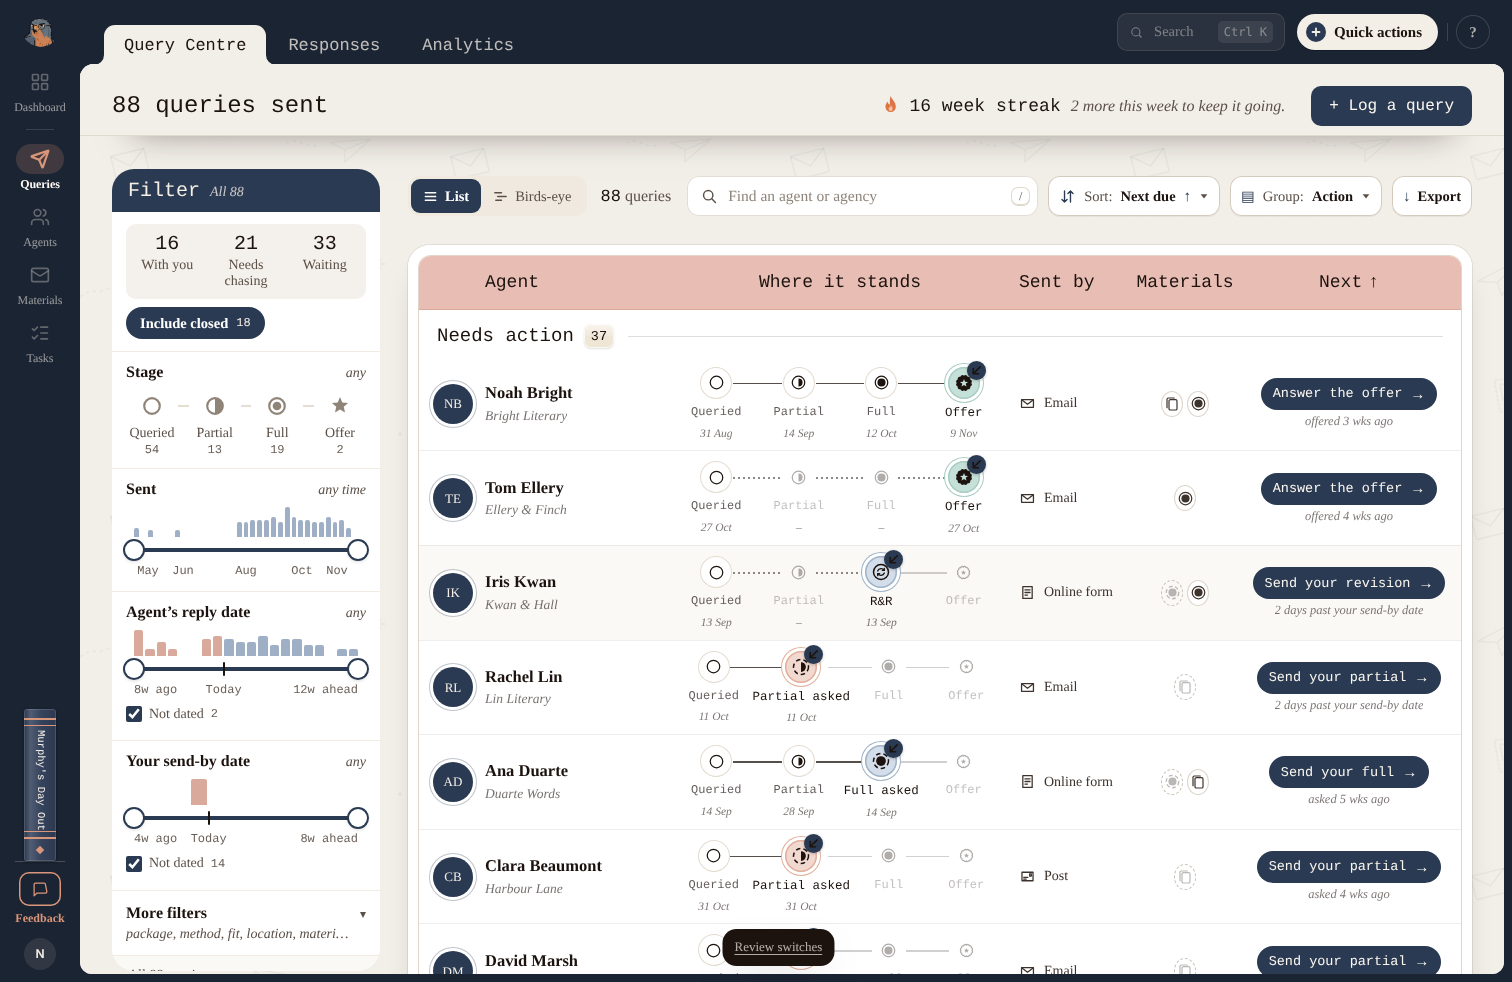 Query Centre
Responses
Analytics
Search
Ctrl K
Quick actions
?
Dashboard
Queries
Agents
Materials
Tasks
Murphy's Day Out
Feedback
N
88 queries sent
16 week streak 2 more this week to keep it going.
+ Log a query
Filter All 88
16
21
33
With you
Needs chasing
Waiting
Include closed 18
Stage any
Queried Partial Full Offer
54 13 19 2
Sent any time
May Jun Aug Oct Nov
Agent’s reply date any
8w ago Today 12w ahead
Not dated 2
Your send-by date any
4w ago Today 8w ahead
Not dated 14
More filters ▾
package, method, fit, location, materi…
List
Birds-eye
88 queries
Find an agent or agency
/
Sort: Next due ↑
Group: Action
↓ Export
Agent Where it stands Sent by Materials Next ↑
Needs action 37
NB
Noah Bright
Bright Literary
Queried Partial Full Offer
31 Aug 14 Sep 12 Oct 9 Nov
Email
Answer the offer →
offered 3 wks ago
TE
Tom Ellery
Ellery & Finch
Queried Partial Full Offer
27 Oct – – 27 Oct
Email
Answer the offer →
offered 4 wks ago
IK
Iris Kwan
Kwan & Hall
Queried Partial R&R Offer
13 Sep – 13 Sep
Online form
Send your revision →
2 days past your send-by date
RL
Rachel Lin
Lin Literary
Queried Partial asked Full Offer
11 Oct 11 Oct
Email
Send your partial →
2 days past your send-by date
AD
Ana Duarte
Duarte Words
Queried Partial Full asked Offer
14 Sep 28 Sep 14 Sep
Online form
Send your full →
asked 5 wks ago
CB
Clara Beaumont
Harbour Lane
Queried Partial asked Full Offer
31 Oct 31 Oct
Post
Send your partial →
asked 4 wks ago
DM
David Marsh
Email
Send your partial →
Review switches